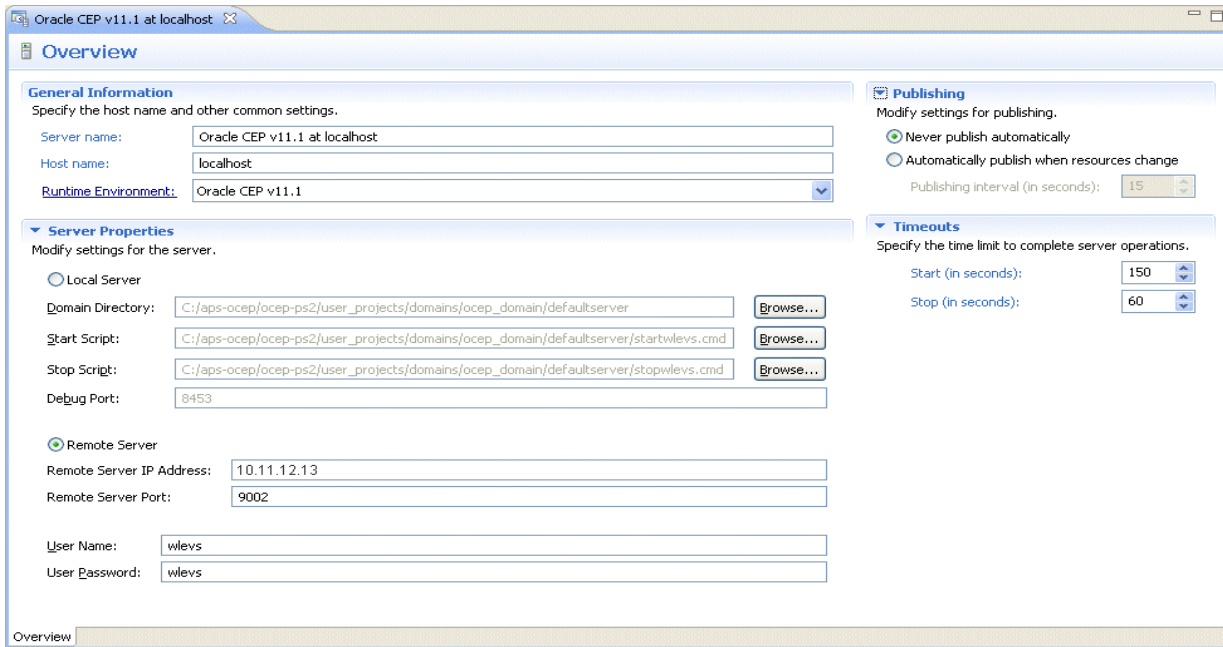 Oracle CEP v11.1 at localhost
Overview
General Information
Specify the host name and other common settings.
Server name: Oracle CEP v11.1 at localhost
Host name: localhost
Runtime Environment: Oracle CEP v11.1
Server Properties
Modify settings for the server.
Local Server
Domain Directory: C:/aps-ocep/ocep-ps2/user_projects/domains/ocep_domain/defaultserver Browse...
Start Script: C:/aps-ocep/ocep-ps2/user_projects/domains/ocep_domain/defaultserver/startwlevs.cmd Browse...
Stop Script: C:/aps-ocep/ocep-ps2/user_projects/domains/ocep_domain/defaultserver/stopwlevs.cmd Browse...
Debug Port: 8453
Remote Server
Remote Server IP Address: 10.11.12.13
Remote Server Port: 9002
User Name: wlevs
User Password: wlevs
Publishing
Modify settings for publishing.
Never publish automatically
Automatically publish when resources change
Publishing interval (in seconds): 15
Timeouts
Specify the time limit to complete server operations.
Start (in seconds): 150
Stop (in seconds): 60
Overview